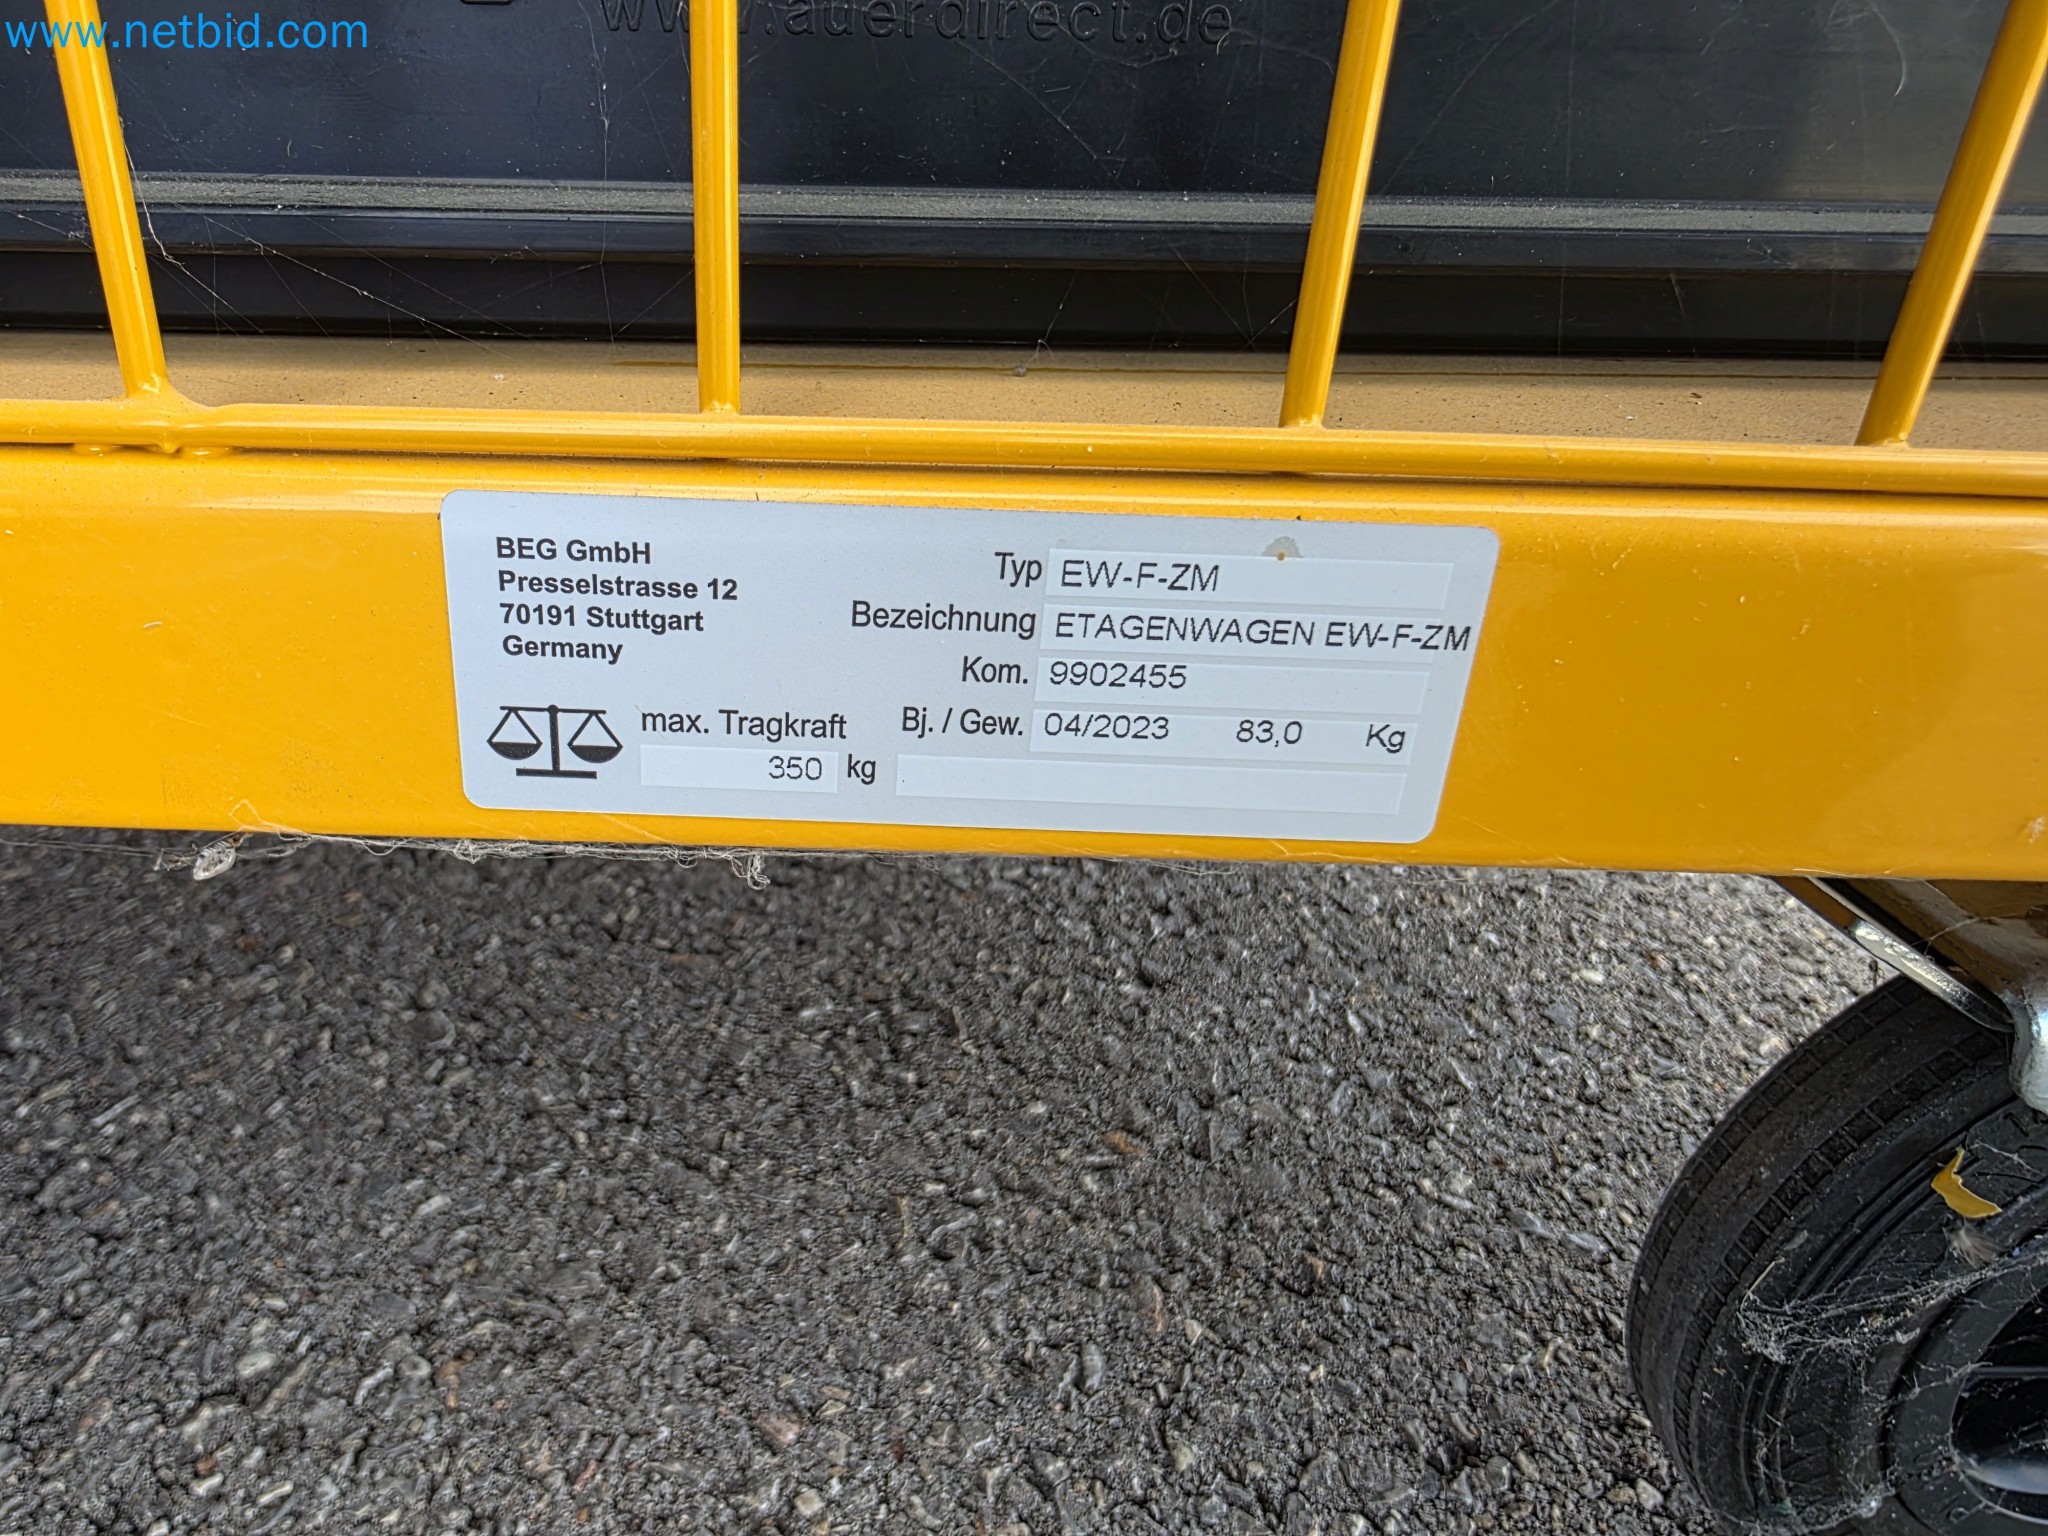 www.netbid.com
www.auerdirect.de
BEG GmbH
Presselstrasse 12
70191 Stuttgart
Germany
max. Tragkraft
350 kg
Typ EW-F-ZM
Bezeichnung ETAGENWAGEN EW-F-ZM
Kom. 9902455
Bj. / Gew. 04/2023 83,0 Kg